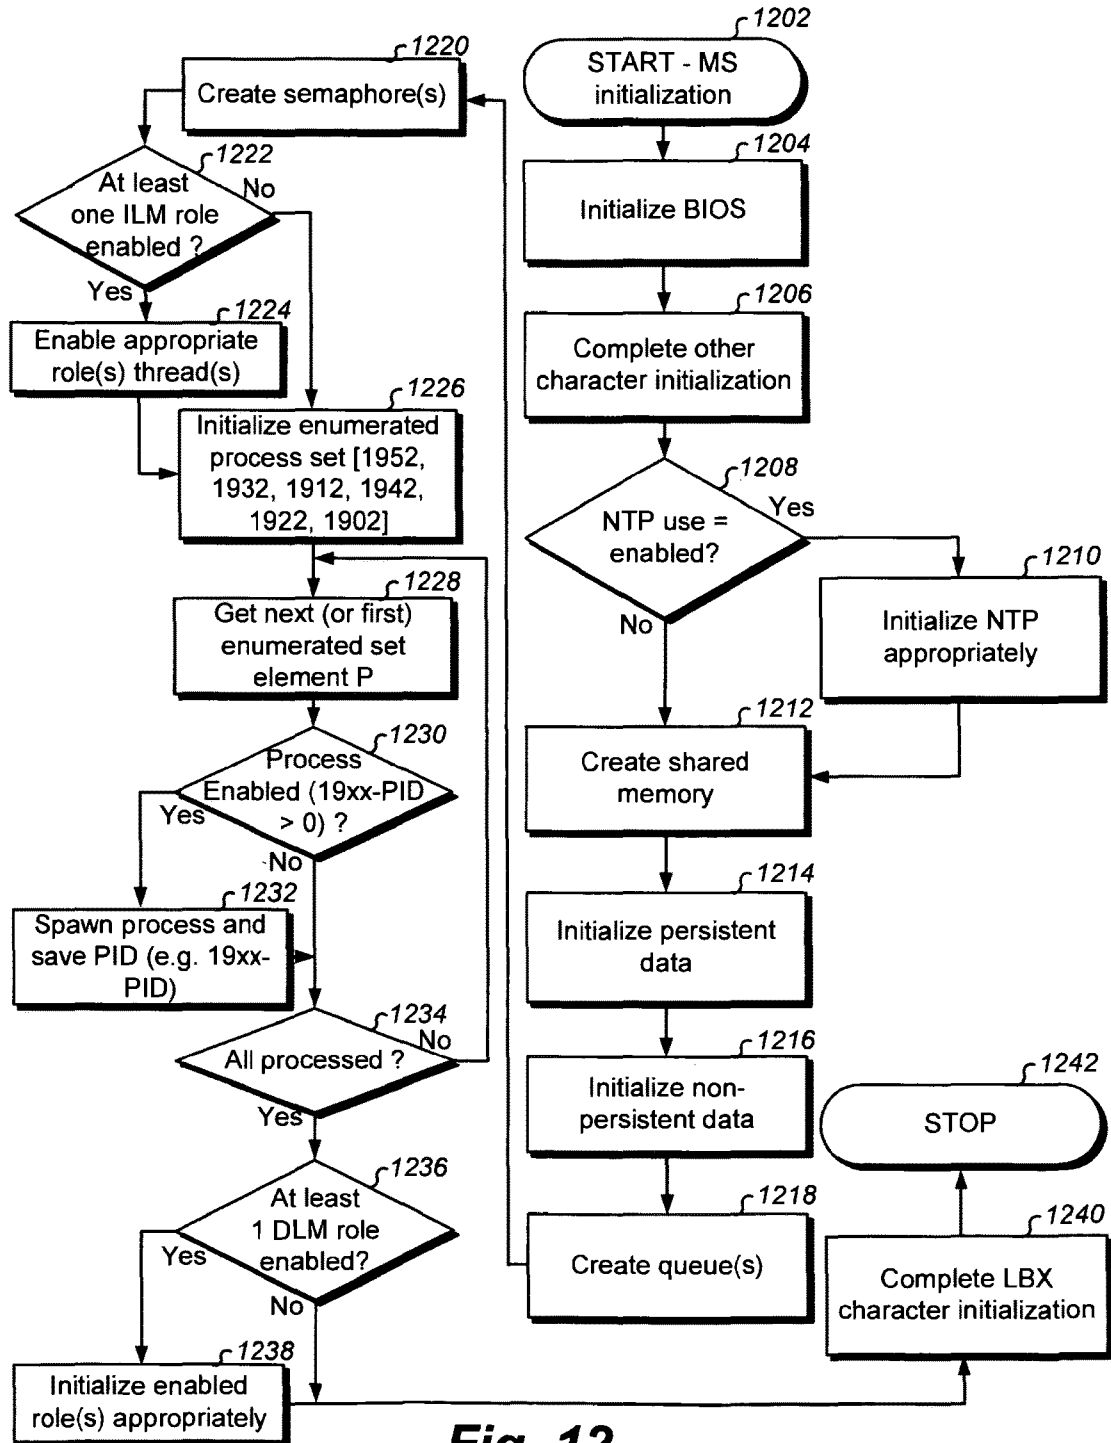 1202
START - MS
initialization
1204
Initialize BIOS
1206
Complete other
character initialization
1208
NTP use =
enabled?
Yes
No
1210
Initialize NTP
appropriately
1212
Create shared
memory
1214
Initialize persistent
data
1216
Initialize non-
persistent data
1218
Create queue(s)
1220
Create semaphore(s)
1222
At least
one ILM role
enabled ?
No
Yes
1224
Enable appropriate
role(s) thread(s)
1226
Initialize enumerated
process set [1952,
1932, 1912, 1942,
1922, 1902]
1228
Get next (or first)
enumerated set
element P
1230
Process
Enabled (19xx-PID
> 0) ?
Yes
No
1232
Spawn process and
save PID (e.g. 19xx-
PID)
1234
All processed ?
No
Yes
1236
At least
1 DLM role
enabled?
Yes
No
1238
Initialize enabled
role(s) appropriately
1240
Complete LBX
character initialization
1242
STOP
Fig. 12